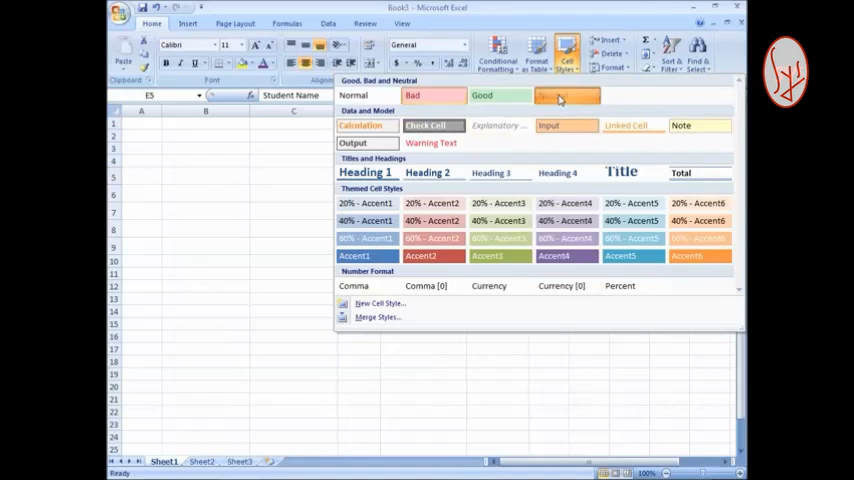 Book3 - Microsoft Excel
Home Insert Page Layout Formulas Data Review View
Paste
Calibri 11 A A
General
Conditional Formatting
Format as Table
Cell Styles
Insert
Delete
Format
Sort & Filter
Find & Select
Clipboard Font
E5 fx Student Name
A B C
1
2
3
4
5
6
7
8
9
10
11
12
13
14
15
16
17
18
19
20
21
22
23
24
25
Good, Bad and Neutral
Normal Bad Good
Data and Model
Calculation Check Cell Explanatory ... Input Linked Cell Note
Output Warning Text
Titles and Headings
Heading 1 Heading 2 Heading 3 Heading 4 Title Total
Themed Cell Styles
20% - Accent1 20% - Accent2 20% - Accent3 20% - Accent4 20% - Accent5 20% - Accent6
40% - Accent1 40% - Accent2 40% - Accent3 40% - Accent4 40% - Accent5 40% - Accent6
60% - Accent1 60% - Accent2 60% - Accent3 60% - Accent4 60% - Accent5 60% - Accent6
Accent1 Accent2 Accent3 Accent4 Accent5 Accent6
Number Format
Comma Comma [0] Currency Currency [0] Percent
New Cell Style...
Merge Styles...
Sheet1 Sheet2 Sheet3
Ready 100%
Sys